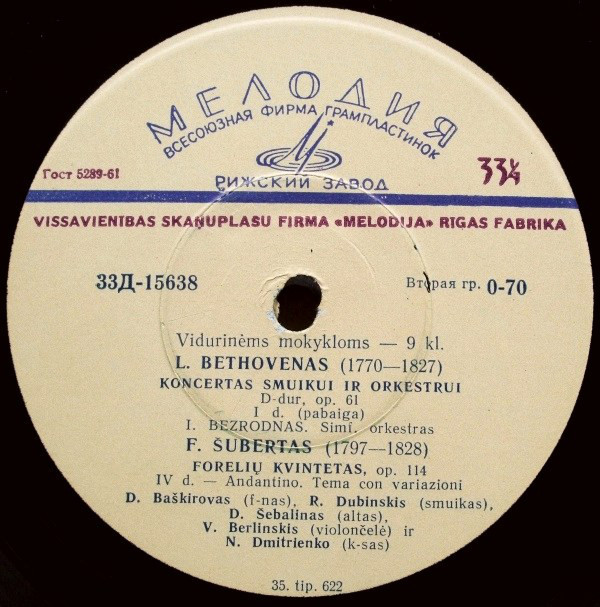 МЕЛОДИЯ
ВСЕСОЮЗНАЯ ФИРМА ГРАМПЛАСТИНОК
РИЖСКИЙ ЗАВОД
Гост 5289-61
33⅓
VISSAVIENĪBAS SKAŅUPLAŠU FIRMA «MELODIJA» RĪGAS FABRIKA
33Д-15638
Вторая гр. 0-70
Vidurinėms mokykloms — 9 kl.
L. BETHOVENAS (1770—1827)
KONCERTAS SMUIKUI IR ORKESTRUI
D-dur, op. 61
I d. (pabaiga)
I. BEZRODNAS. Simf. orkestras
F. ŠUBERTAS (1797—1828)
FORELIŲ KVINTETAS, op. 114
IV d. — Andantino. Tema con variazioni
D. Baškirovas (f-nas), R. Dubinskis (smuikas),
D. Šebalinas (altas),
V. Berlinskis (violončelė) ir
N. Dmitrienko (k-sas)
35. tip. 622